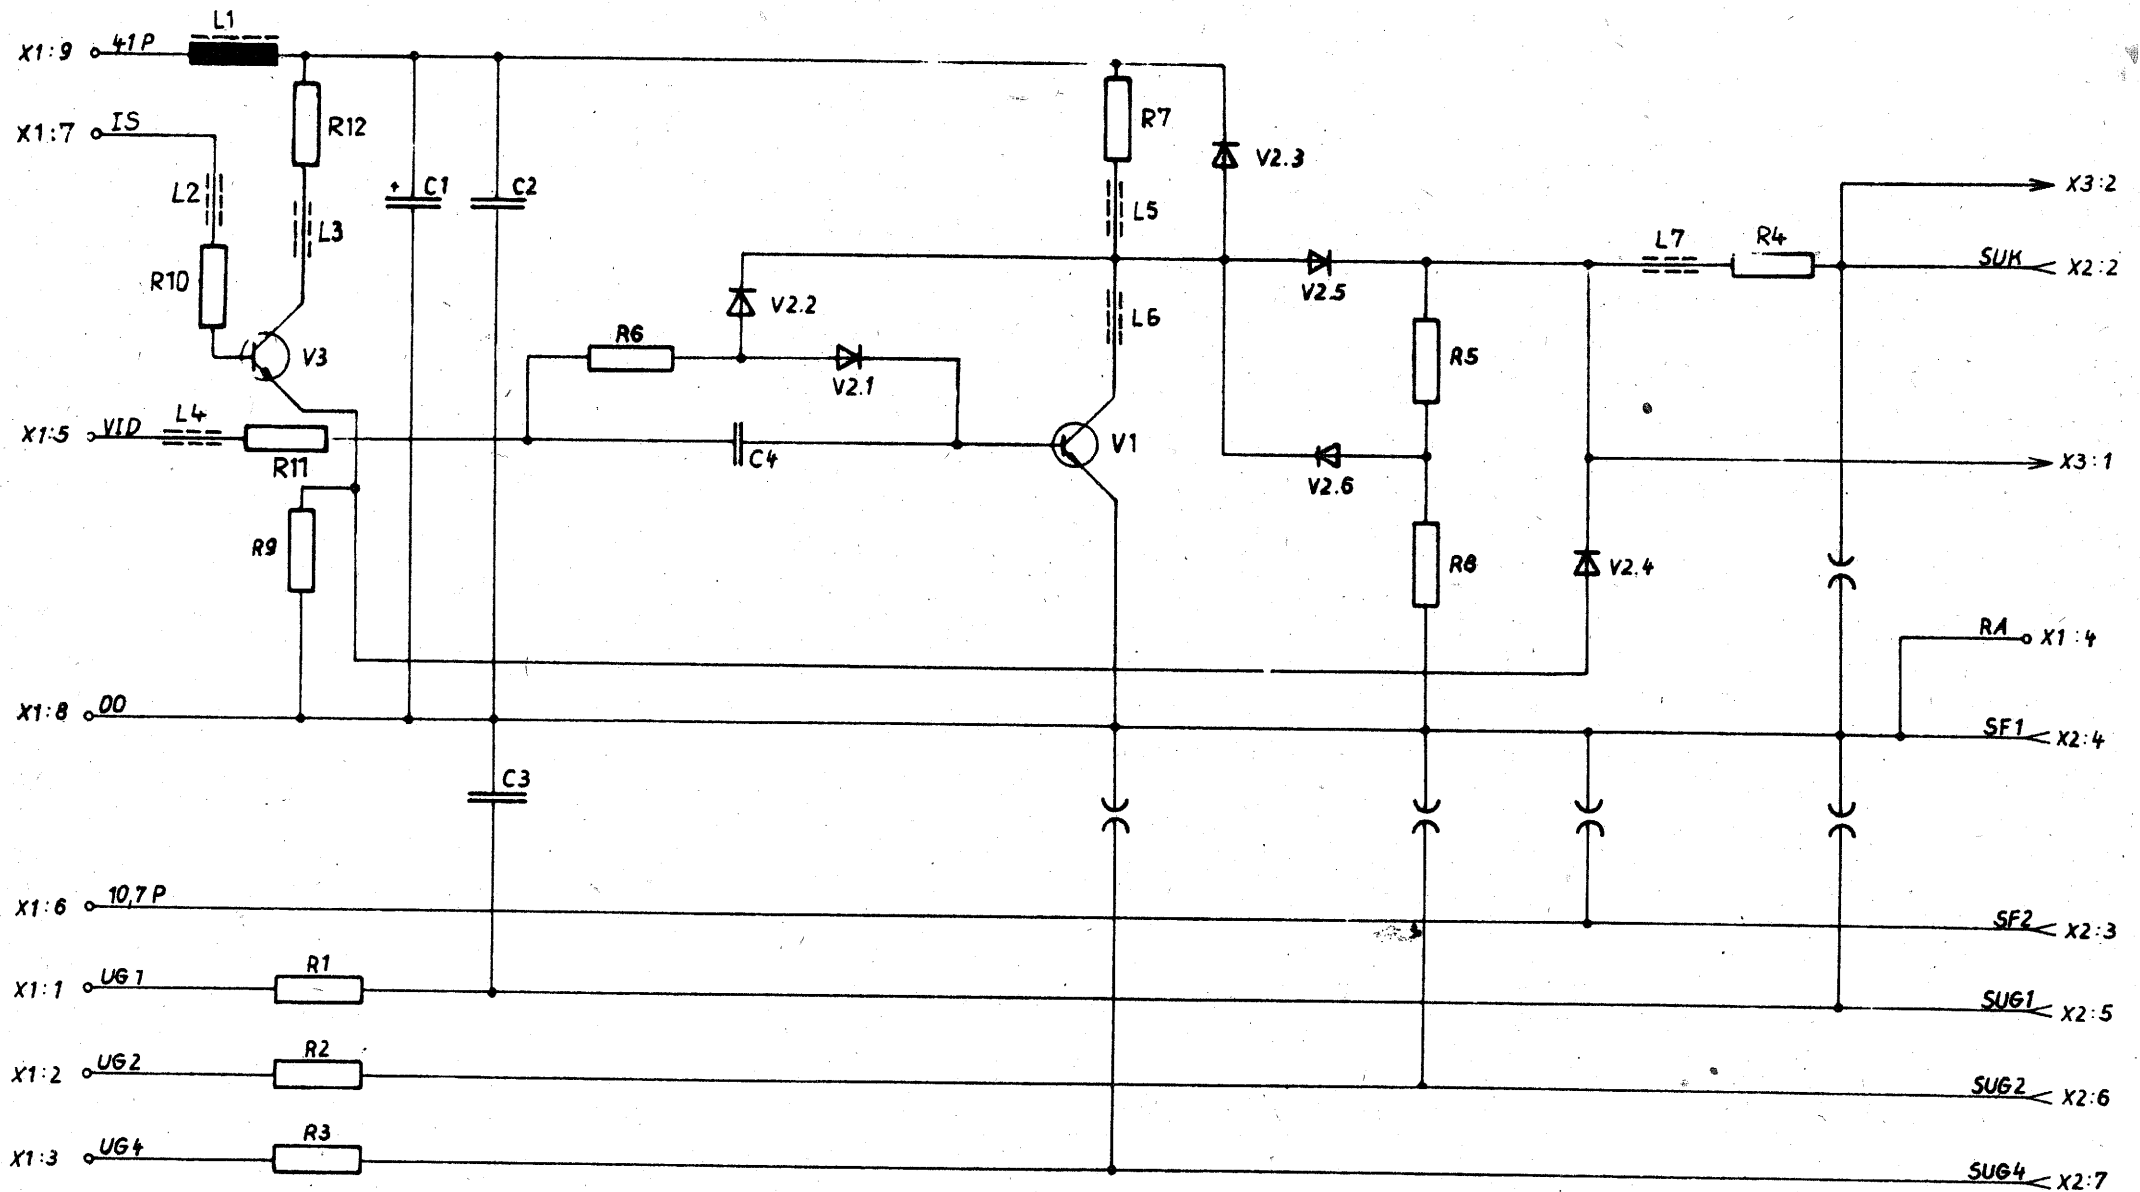 L1
X1:9 41P
X1:7 IS
R12
R7
V2.3
C1
+
C2
L2
L3
L5
X3:2
R10
L7
R4
SUK X2:2
V2.5
V2.2
L6
R6
V3
V2.1
R5
L4
X1:5 VID
R11
C4
V1
V2.6
X3:1
R9
R8
V2.4
RA X1:4
X1:8 00
SF1 X2:4
C3
X1:6 10,7P
SF2 X2:3
X1:1 UG1
R1
SUG1 X2:5
X1:2 UG2
R2
SUG2 X2:6
X1:3 UG4
R3
SUG4 X2:7